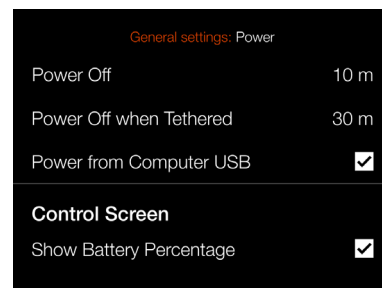 General settings: Power
Power Off 10 m
Power Off when Tethered 30 m
Power from Computer USB
Control Screen
Show Battery Percentage